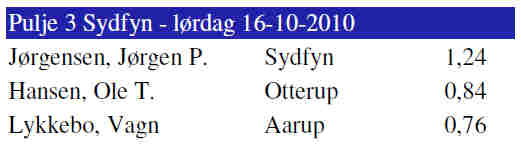 Pulje 3 Sydfyn - lørdag 16-10-2010
Jørgensen, Jørgen P. Sydfyn 1,24
Hansen, Ole T. Otterup 0,84
Lykkebo, Vagn Aarup 0,76